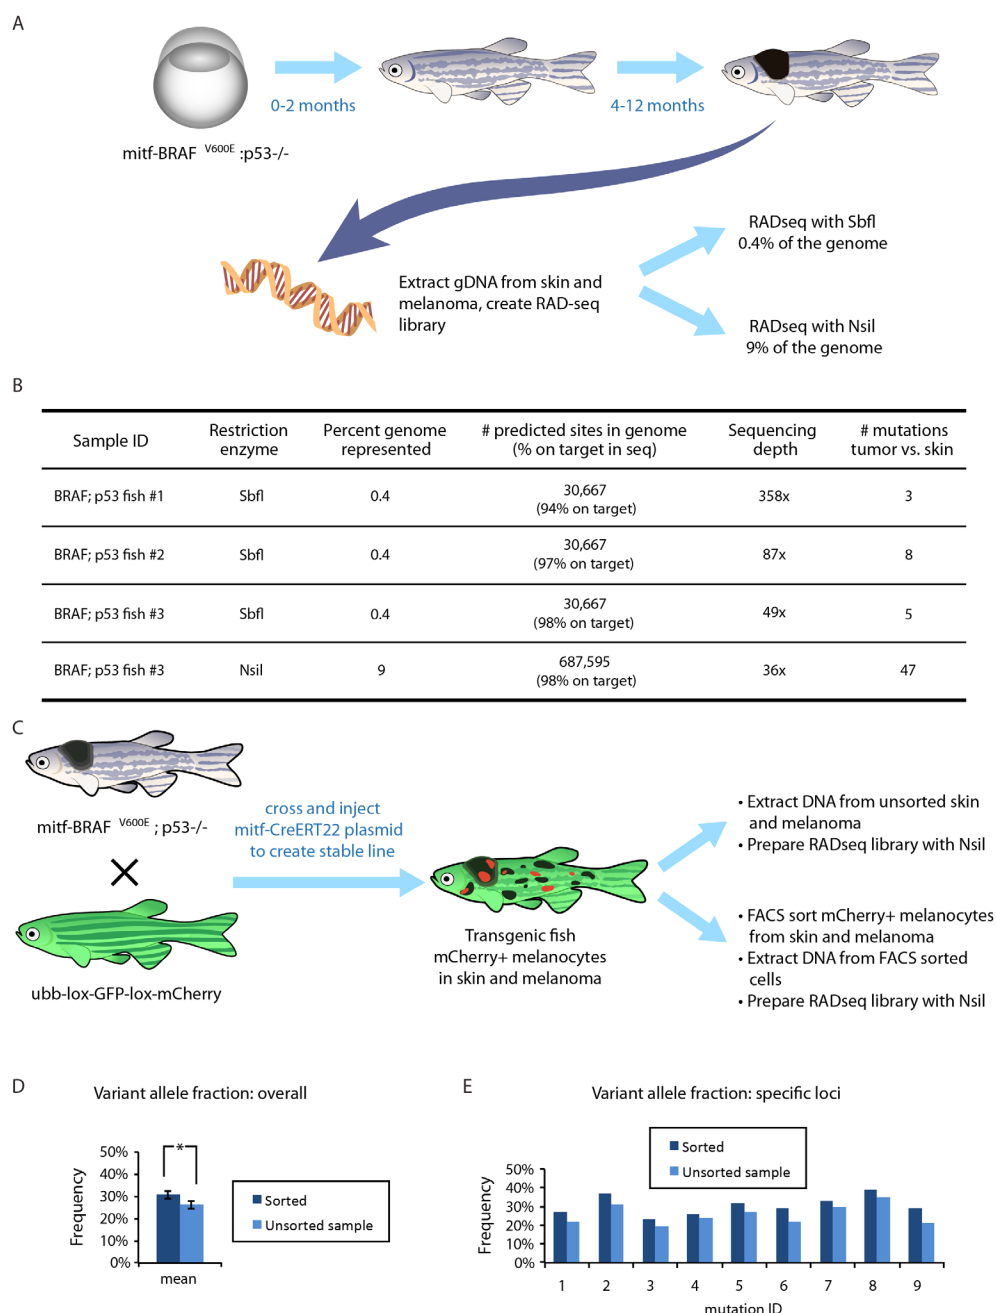 A
0-2 months
4-12 months
mitf-BRAF V600E :p53-/-
RADseq with Sbfl
0.4% of the genome
Extract gDNA from skin and
melanoma, create RAD-seq
library
RADseq with Nsil
9% of the genome
B
Sample ID
Restriction
enzyme
Percent genome
represented
# predicted sites in genome
(% on target in seq)
Sequencing
depth
# mutations
tumor vs. skin
BRAF; p53 fish #1
Sbfl
0.4
30,667
(94% on target)
358x
3
BRAF; p53 fish #2
Sbfl
0.4
30,667
(97% on target)
87x
8
BRAF; p53 fish #3
Sbfl
0.4
30,667
(98% on target)
49x
5
BRAF; p53 fish #3
Nsil
9
687,595
(98% on target)
36x
47
C
mitf-BRAF V600E ; p53-/-
ubb-lox-GFP-lox-mCherry
cross and inject
mitf-CreERT22 plasmid
to create stable line
Transgenic fish
mCherry+ melanocytes
in skin and melanoma
• Extract DNA from unsorted skin
and melanoma
• Prepare RADseq library with Nsil
• FACS sort mCherry+ melanocytes
from skin and melanoma
• Extract DNA from FACS sorted
cells
• Prepare RADseq library with Nsil
D
Variant allele fraction: overall
Frequency
50%
40%
30%
20%
10%
0%
*
mean
Sorted
Unsorted sample
E
Variant allele fraction: specific loci
Sorted
Unsorted sample
Frequency
50%
40%
30%
20%
10%
0%
1 2 3 4 5 6 7 8 9
mutation ID